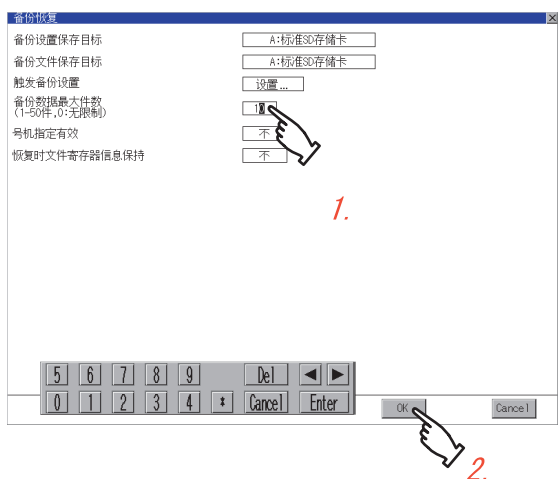 备份恢复
备份设置保存目标 A:标准SD存储卡
备份文件保存目标 A:标准SD存储卡
触发备份设置 设置...
备份数据最大件数
(1-50件,0:无限制) 10
号机指定有效 不
恢复时文件寄存器信息保持 不
1.
5 6 7 8 9 Del ◄ ►
0 1 2 3 4 Cancel Enter
OK Cancel
2.